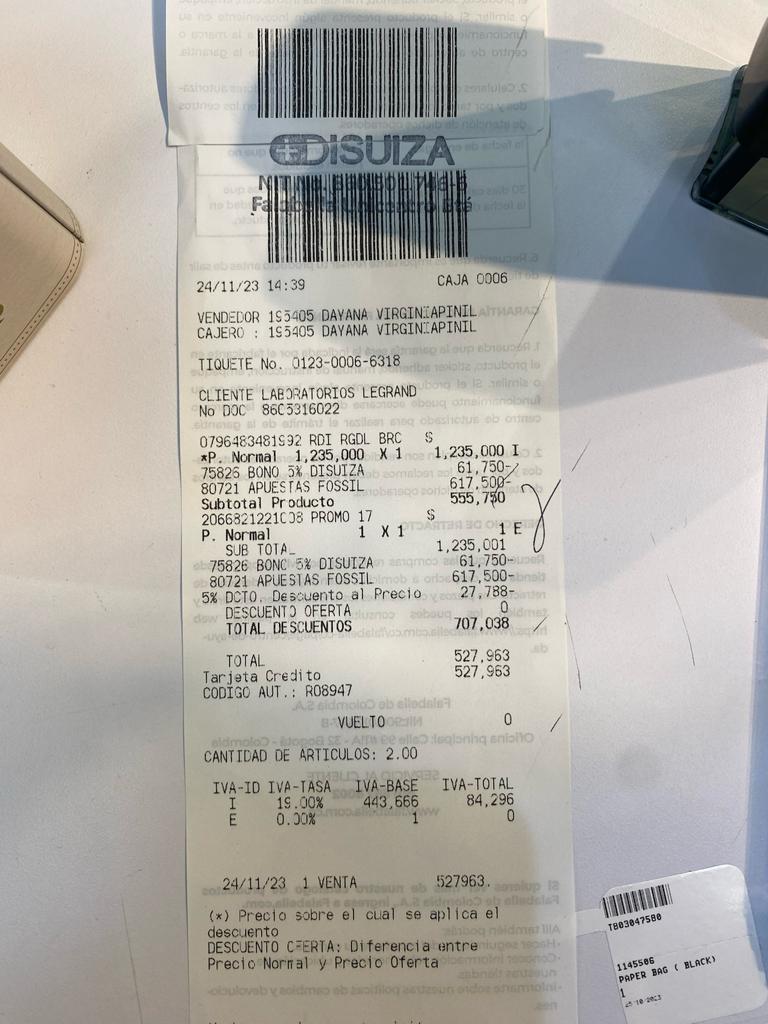 DISUIZA
24/11/23 14:39 CAJA 0006
VENDEDOR 195405 DAYANA VIRGINIAPINIL
CAJERO : 195405 DAYANA VIRGINIAPINIL
TIQUETE No. 0123-0006-6318
CLIENTE LABORATORIOS LEGRAND
No DOC
0796483481992 RDI RGDL BRC S
*P. Normal 1,235,000 X 1 1,235,000 I
75826 BONO 5% DISUIZA 61,750-
80721 APUESTAS FOSSIL 617,500-
Subtotal Producto 555,750
2066821221008 PROMO 17 S
P. Normal 1 X 1 1 E
SUB TOTAL 1,235,001
75826 BONO 5% DISUIZA 61,750-
80721 APUESTAS FOSSIL 617,500-
5% DCTO. Descuento al Precio 27,788-
DESCUENTO OFERTA 0
TOTAL DESCUENTOS 707,038
TOTAL 527,963
Tarjeta Credito 527,963
CODIGO AUT.: R08947
VUELTO 0
CANTIDAD DE ARTICULOS: 2.00
IVA-ID IVA-TASA IVA-BASE IVA-TOTAL
I 19.00% 443,666 84,296
E 0.00% 1 0
24/11/23 1 VENTA 527963.
(*) Precio sobre el cual se aplica el
descuento
DESCUENTO OFERTA: Diferencia entre
Precio Normal y Precio Oferta
TB03047580
1145506
PAPER BAG ( BLACK)
1
25-10-2023